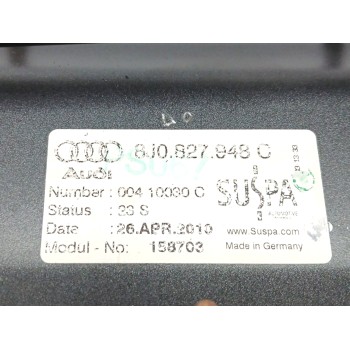 8J0.827.948 C
Audi
Number : 004 10030 C
SUSPA
Status : 23 S
Date : 26.APR.2010
www.Suspa.com
Modul - No: 158703
Made in Germany